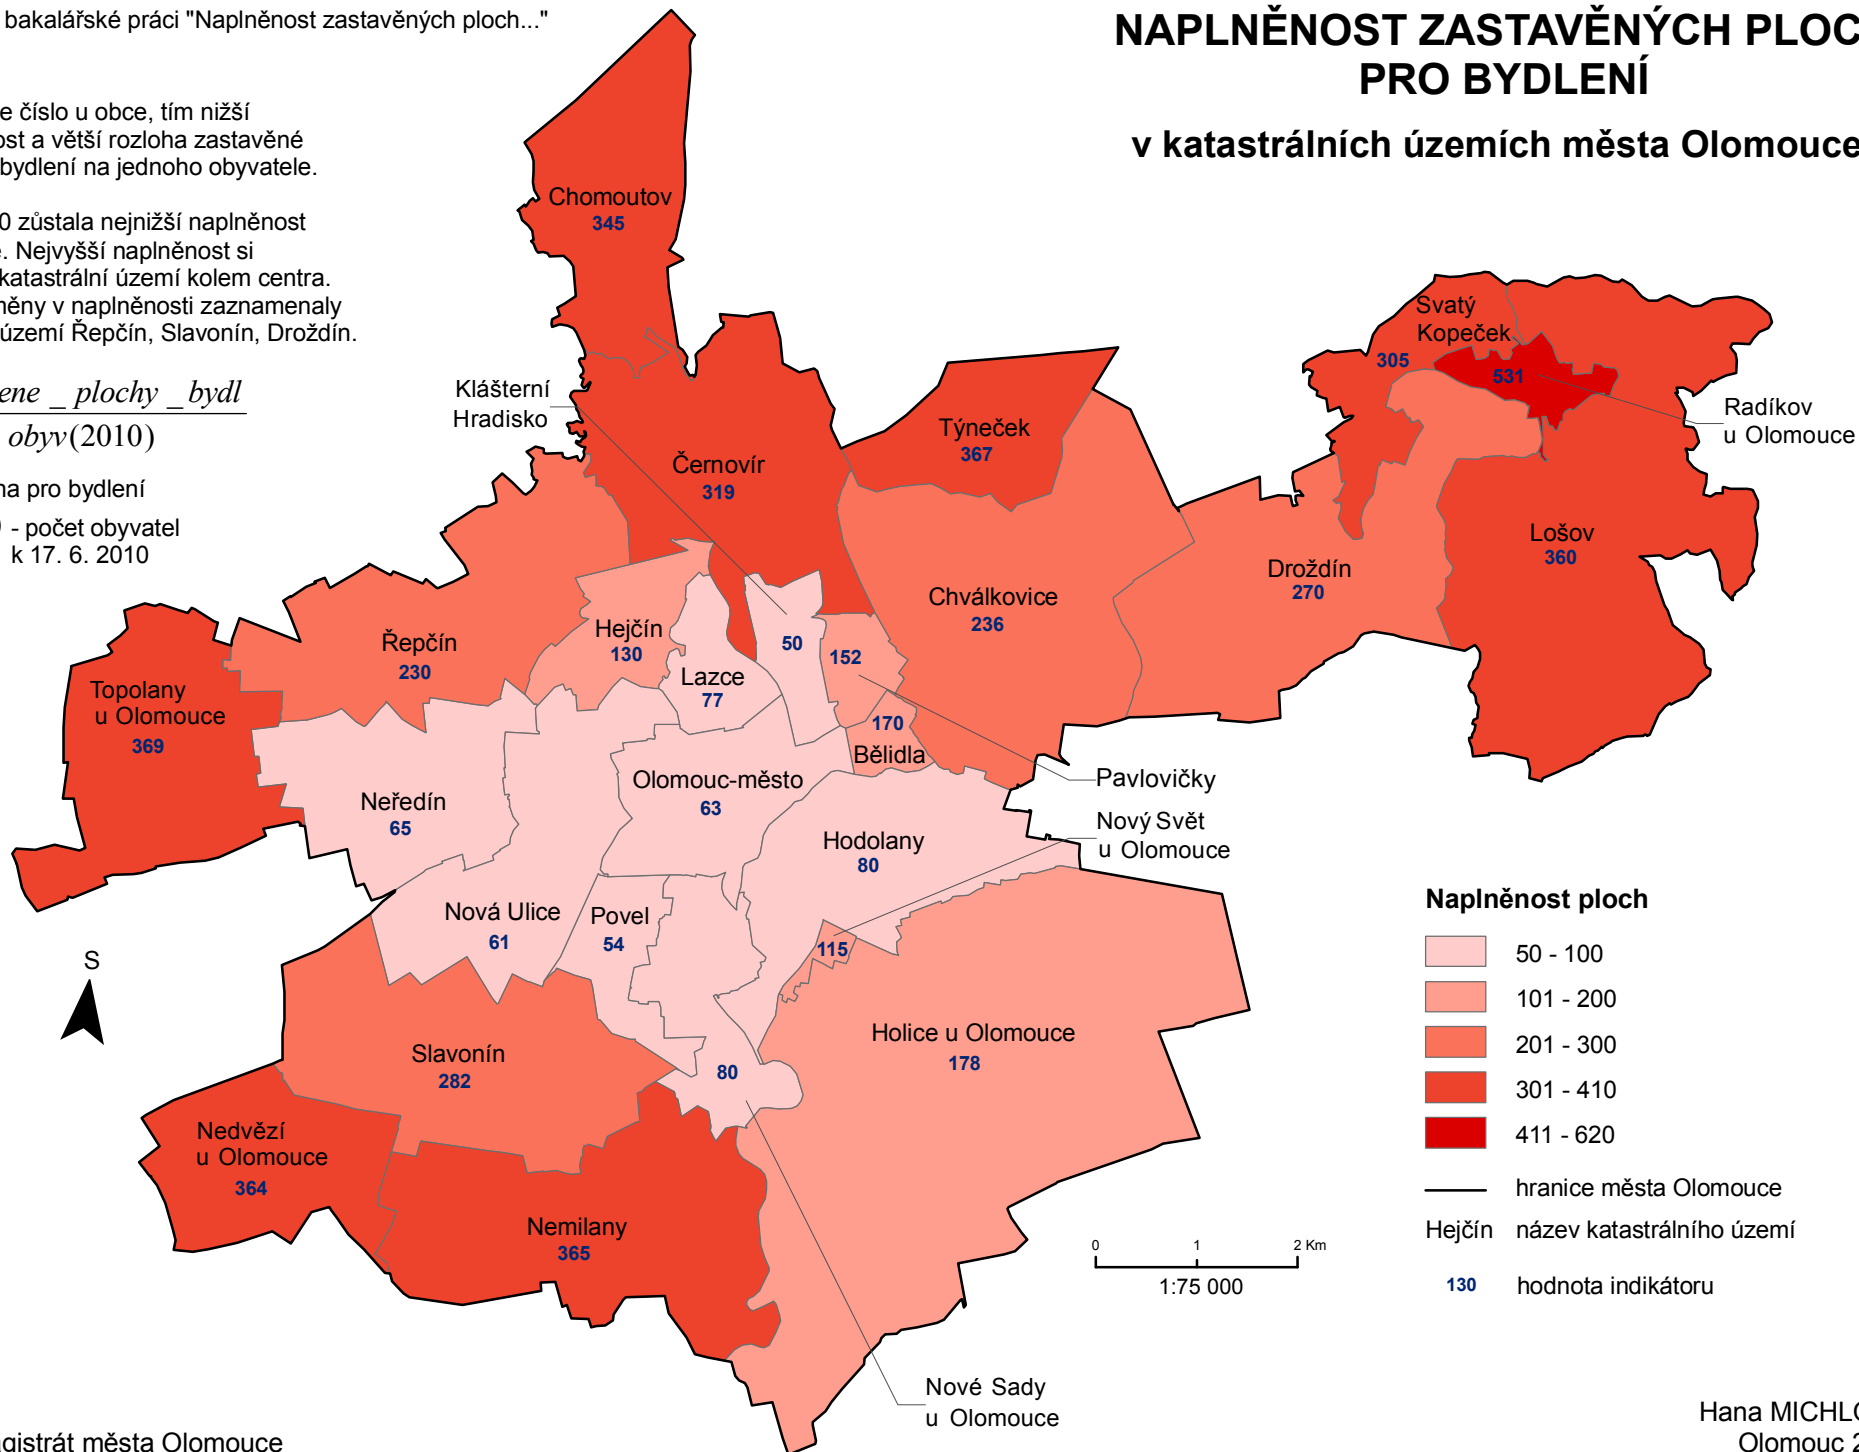 bakalářské práci "Naplněnost zastavěných ploch..."
NAPLNĚNOST ZASTAVĚNÝCH PLOC
PRO BYDLENÍ
v katastrálních územích města Olomouce
e číslo u obce, tím nižší
ost a větší rozloha zastavěné
bydlení na jednoho obyvatele.
0 zůstala nejnižší naplněnost
e. Nejvyšší naplněnost si
katastrální území kolem centra.
měny v naplněnosti zaznamenaly
území Řepčín, Slavonín, Droždín.
ene _ plochy _ bydl
obyv(2010)
na pro bydlení
) - počet obyvatel
k 17. 6. 2010
Chomoutov
345
Klášterní
Hradisko
Černovír
319
Týneček
367
Svatý
Kopeček
305
531
Radíkov
u Olomouce
Lošov
360
Droždín
270
Chválkovice
236
Řepčín
230
Hejčín
130
Lazce
77
50
152
170
Bělidla
Topolany
u Olomouce
369
Neředín
65
Olomouc-město
63
Pavlovičky
Nový Svět
u Olomouce
Hodolany
80
Nová Ulice
61
Povel
54
115
Holice u Olomouce
178
S
Slavonín
282
80
Nedvězí
u Olomouce
364
Nemilany
365
Nové Sady
u Olomouce
0 1 2 Km
1:75 000
Naplněnost ploch
50 - 100
101 - 200
201 - 300
301 - 410
411 - 620
hranice města Olomouce
Hejčín název katastrálního území
130 hodnota indikátoru
agistrát města Olomouce
Hana MICHLO
Olomouc 2